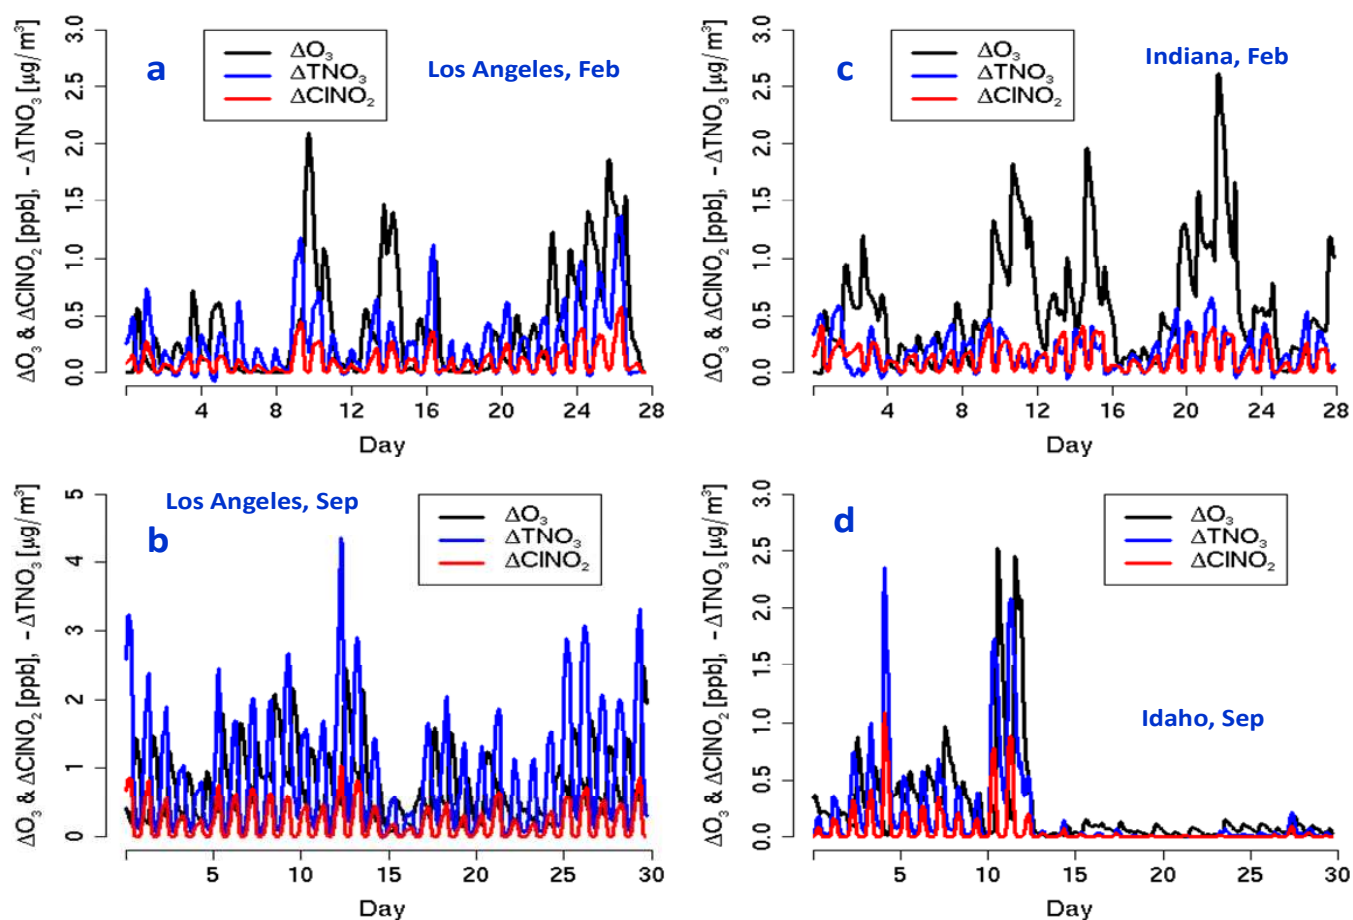 ΔO₃ & ΔClNO₂ [ppb], -ΔTNO₃ [μg/m³]
3.0
2.5
2.0
1.5
1.0
0.5
0.0
a
ΔO₃
ΔTNO₃
ΔClNO₂
Los Angeles, Feb
4 8 12 16 20 24 28
Day
ΔO₃ & ΔClNO₂ [ppb], -ΔTNO₃ [μg/m³]
3.0
2.5
2.0
1.5
1.0
0.5
0.0
c
ΔO₃
ΔTNO₃
ΔClNO₂
Indiana, Feb
4 8 12 16 20 24 28
Day
ΔO₃ & ΔClNO₂ [ppb], -ΔTNO₃ [μg/m³]
5
4
3
2
1
0
Los Angeles, Sep
b
ΔO₃
ΔTNO₃
ΔClNO₂
5 10 15 20 25 30
Day
ΔO₃ & ΔClNO₂ [ppb], -ΔTNO₃ [μg/m³]
3.0
2.5
2.0
1.5
1.0
0.5
0.0
d
ΔO₃
ΔTNO₃
ΔClNO₂
Idaho, Sep
5 10 15 20 25 30
Day